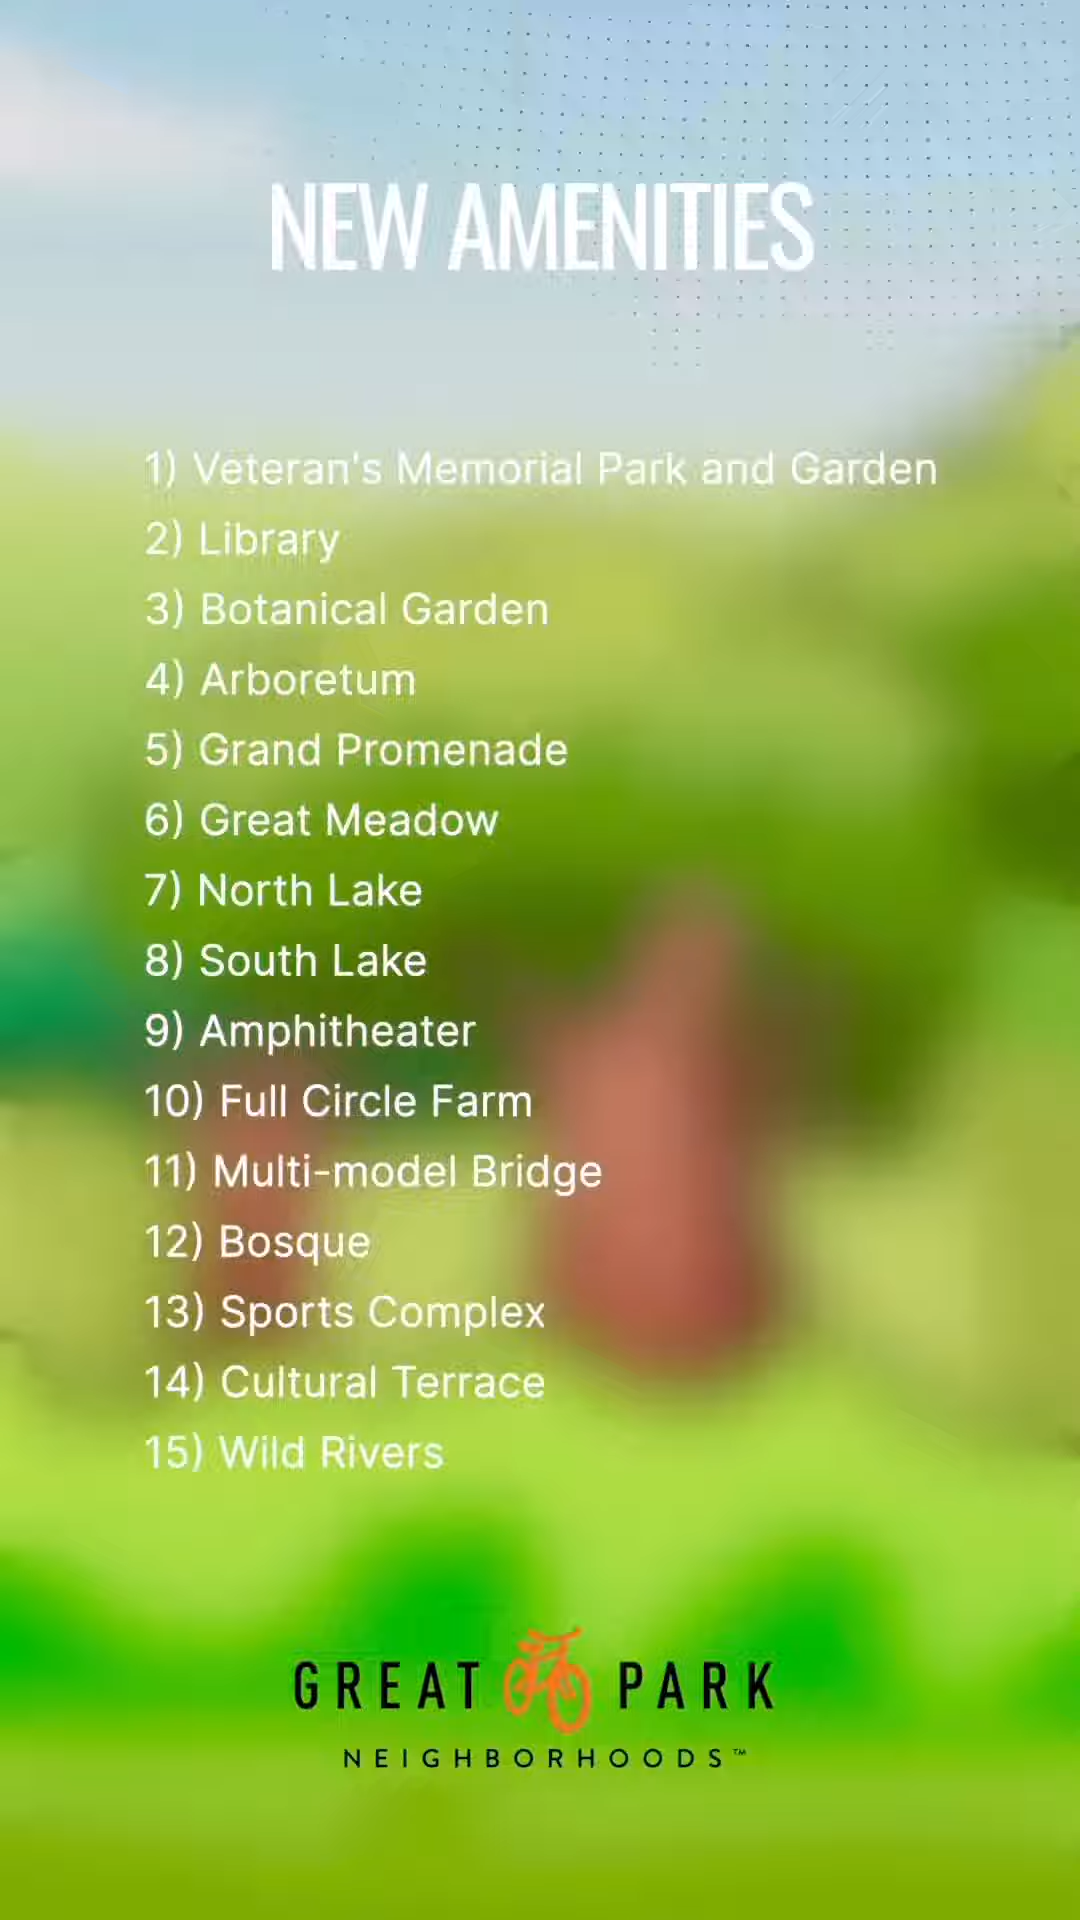 NEW AMENITIES
1) Veteran's Memorial Park and Garden
2) Library
3) Botanical Garden
4) Arboretum
5) Grand Promenade
6) Great Meadow
7) North Lake
8) South Lake
9) Amphitheater
10) Full Circle Farm
11) Multi-model Bridge
12) Bosque
13) Sports Complex
14) Cultural Terrace
15) Wild Rivers
GREAT PARK
NEIGHBORHOODS™